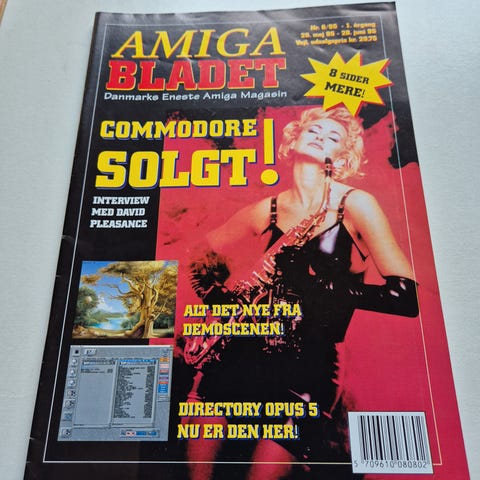 AMIGA
BLADET
Danmarks Eneste Amiga Magasin
Nr. 6/95 - 1. årgang
29. maj 95 - 28. juni 95
Vejl. udsalgspris kr. 29.75
8 SIDER
MERE!
COMMODORE
SOLGT!
INTERVIEW
MED DAVID
PLEASANCE
ALT DET NYE FRA
DEMOSCENEN!
DIRECTORY OPUS 5
NU ER DEN HER!
5 709610 080802